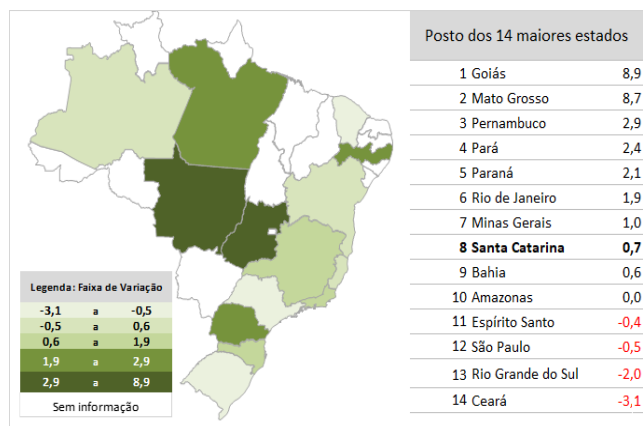 Posto dos 14 maiores estados
1 Goiás 8,9
2 Mato Grosso 8,7
3 Pernambuco 2,9
4 Pará 2,4
5 Paraná 2,1
6 Rio de Janeiro 1,9
7 Minas Gerais 1,0
8 Santa Catarina 0,7
9 Bahia 0,6
10 Amazonas 0,0
11 Espírito Santo -0,4
12 São Paulo -0,5
13 Rio Grande do Sul -2,0
14 Ceará -3,1
Legenda: Faixa de Variação
-3,1 a -0,5
-0,5 a 0,6
0,6 a 1,9
1,9 a 2,9
2,9 a 8,9
Sem informação